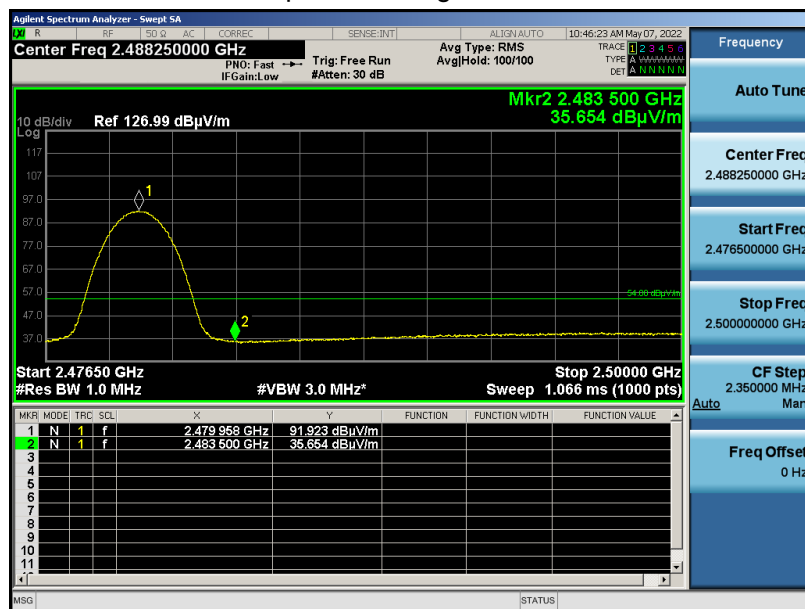 Agilent Spectrum Analyzer - Swept SA
LXI R RF 50 Ω AC CORREC SENSE:INT ALIGN AUTO 10:46:23 AM May 07, 2022
Center Freq 2.488250000 GHz
PNO: Fast
IFGain:Low
Trig: Free Run
#Atten: 30 dB
Avg Type: RMS
Avg|Hold: 100/100
TRACE 1 2 3 4 5 6
TYPE A WWWWW
DET A N N N N N
Mkr2 2.483 500 GHz
35.654 dBµV/m
10 dB/div Ref 126.99 dBµV/m
Log
117
107
97.0
87.0
77.0
67.0
57.0
47.0
37.0
1
2
54.00 dBµV/m
Start 2.47650 GHz Stop 2.50000 GHz
#Res BW 1.0 MHz #VBW 3.0 MHz* Sweep 1.066 ms (1000 pts)
MKR MODE TRC SCL X Y FUNCTION FUNCTION WIDTH FUNCTION VALUE
1 N 1 f 2.479 958 GHz 91.923 dBµV/m
2 N 1 f 2.483 500 GHz 35.654 dBµV/m
3
4
5
6
7
8
9
10
11
MSG STATUS
Frequency
Auto Tune
Center Freq
2.488250000 GHz
Start Freq
2.476500000 GHz
Stop Freq
2.500000000 GHz
CF Step
2.350000 MHz
Auto Man
Freq Offset
0 Hz